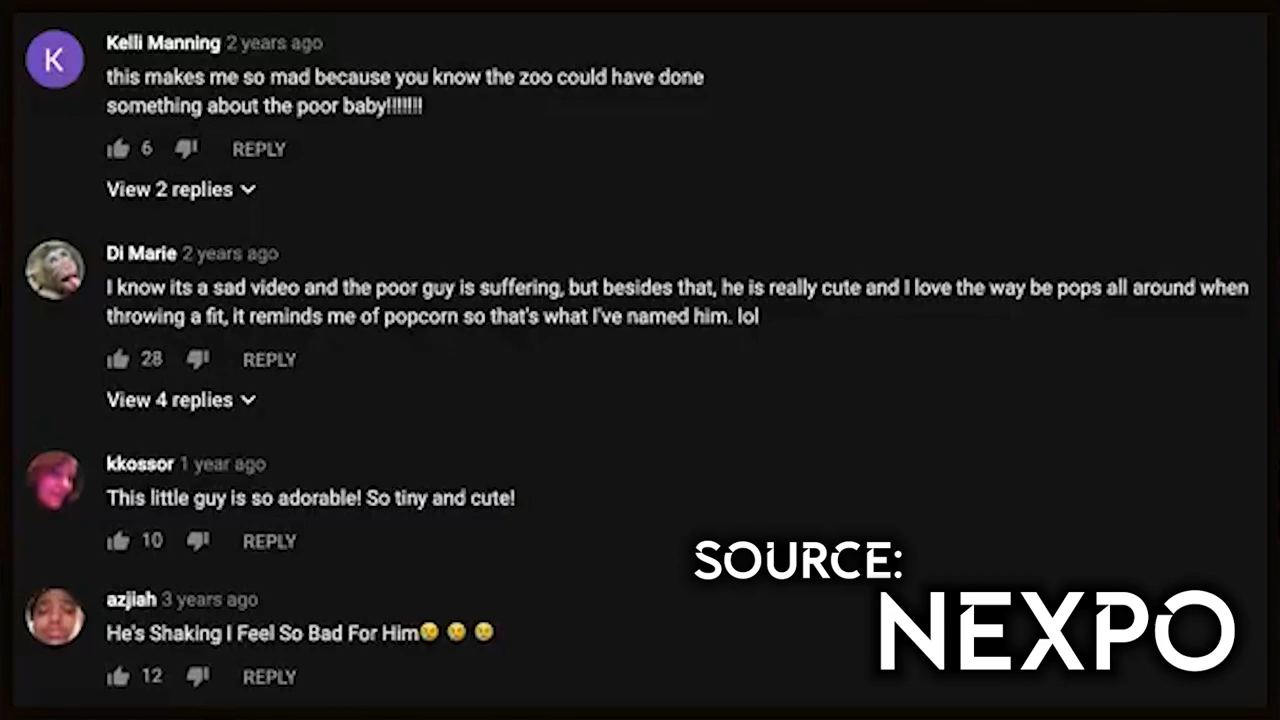 K
Kelli Manning 2 years ago
this makes me so mad because you know the zoo could have done
something about the poor baby!!!!!!!
6 REPLY
View 2 replies
Di Marie 2 years ago
I know its a sad video and the poor guy is suffering, but besides that, he is really cute and I love the way be pops all around when
throwing a fit, it reminds me of popcorn so that's what I've named him. lol
28 REPLY
View 4 replies
kkossor 1 year ago
This little guy is so adorable! So tiny and cute!
10 REPLY
azjiah 3 years ago
He's Shaking I Feel So Bad For Him😢 😢 😢
12 REPLY
SOURCE:
NEXPO